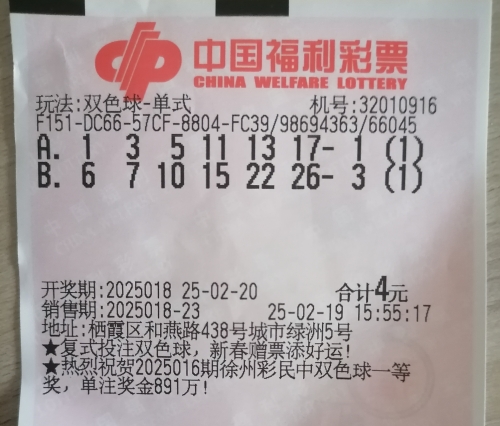 中国福利彩票
CHINA WELFARE LOTTERY
玩法:双色球-单式 机号:32010916
F151-DC66-57CF-8804-FC39/98694363/66045
A. 1 3 5 11 13 17- 1 (1)
B. 6 7 10 15 22 26- 3 (1)
开奖期:2025018 25-02-20 合计4元
销售期:2025018-23 25-02-19 15:55:17
地址:栖霞区和燕路438号城市绿洲5号
★复式投注双色球，新春赠票添好运!
★热烈祝贺2025016期徐州彩民中双色球一等
奖，单注奖金891万!